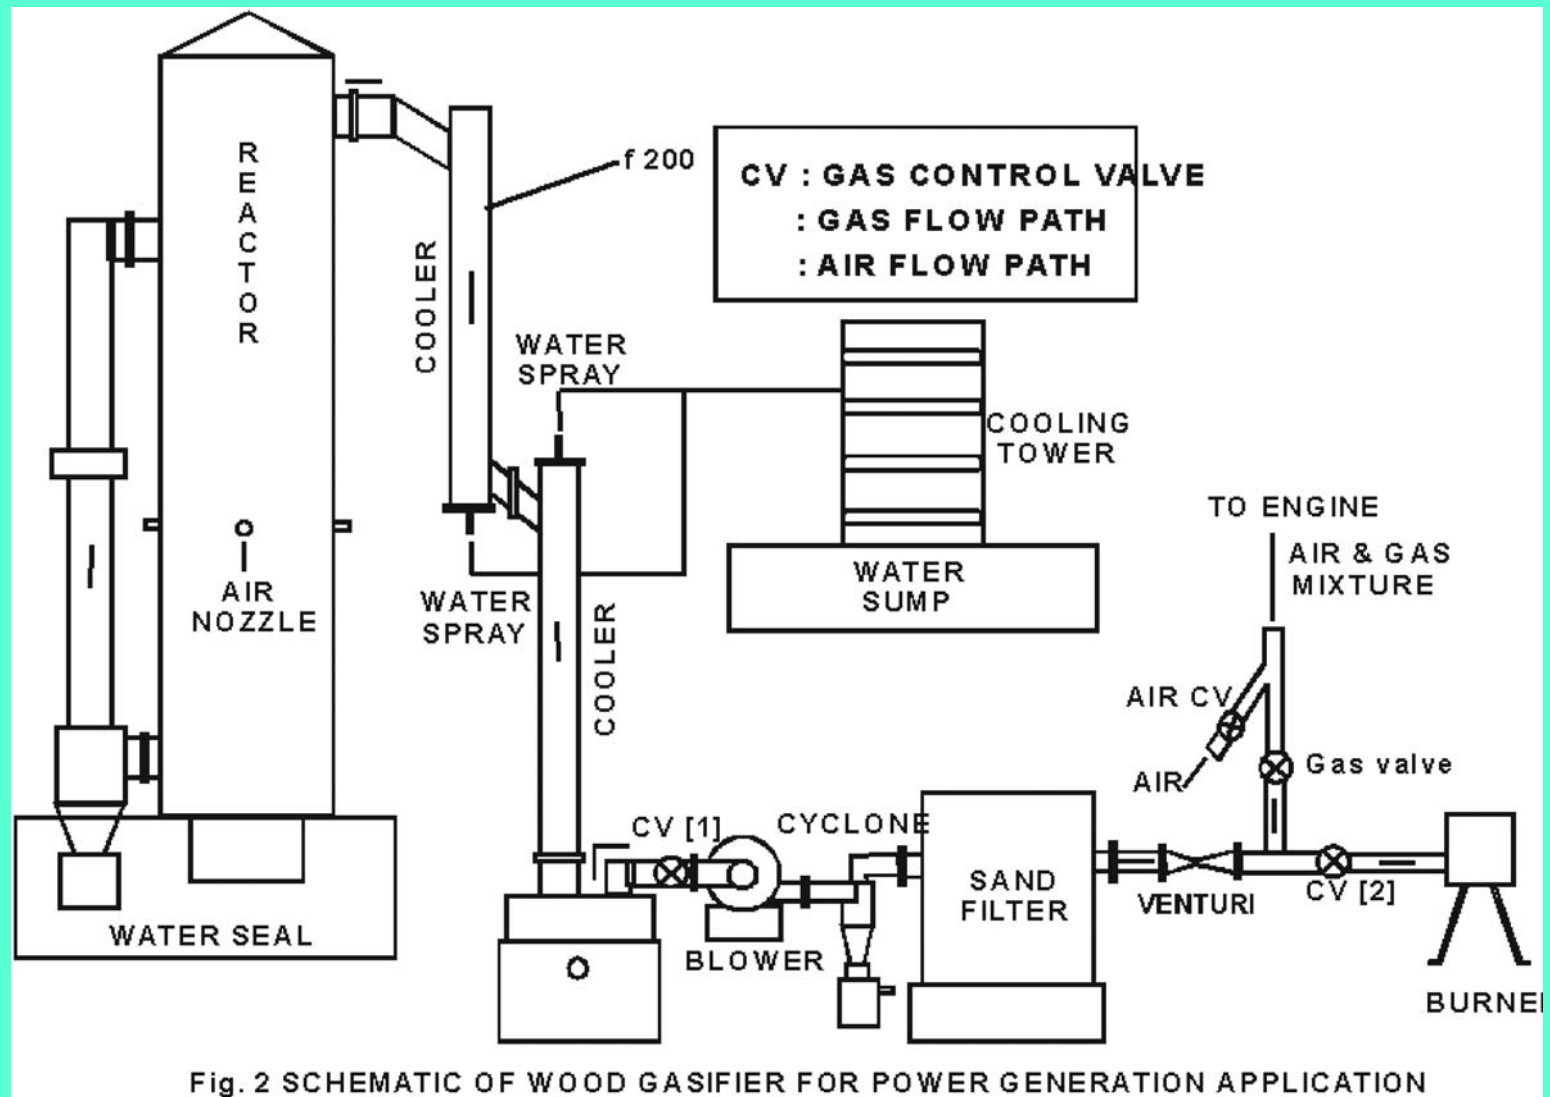 REACTOR
f 200
CV : GAS CONTROL VALVE
: GAS FLOW PATH
: AIR FLOW PATH
COOLER
WATER
SPRAY
COOLING
TOWER
TO ENGINE
AIR & GAS
MIXTURE
AIR
NOZZLE
WATER
SPRAY
WATER
SUMP
COOLER
AIR CV
AIR
Gas valve
CV [1]
CYCLONE
SAND
FILTER
VENTURI
CV [2]
WATER SEAL
BLOWER
BURNE
Fig. 2 SCHEMATIC OF WOOD GASIFIER FOR POWER GENERATION APPLICATION